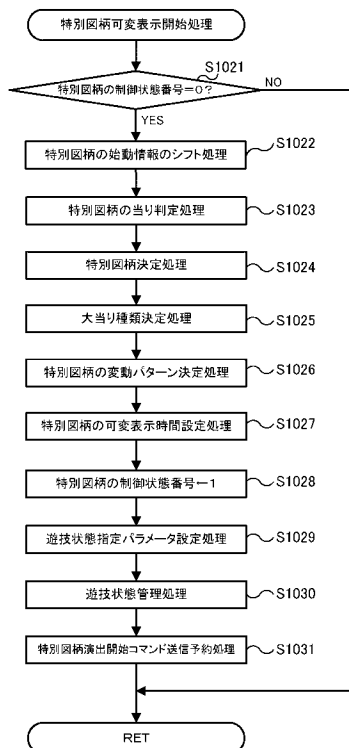 特別図柄可変表示開始処理
S1021
特別図柄の制御状態番号=0?
NO
YES
特別図柄の始動情報のシフト処理
S1022
特別図柄の当り判定処理
S1023
特別図柄決定処理
S1024
大当り種類決定処理
S1025
特別図柄の変動パターン決定処理
S1026
特別図柄の可変表示時間設定処理
S1027
特別図柄の制御状態番号←1
S1028
遊技状態指定パラメータ設定処理
S1029
遊技状態管理処理
S1030
特別図柄演出開始コマンド送信予約処理
S1031
RET